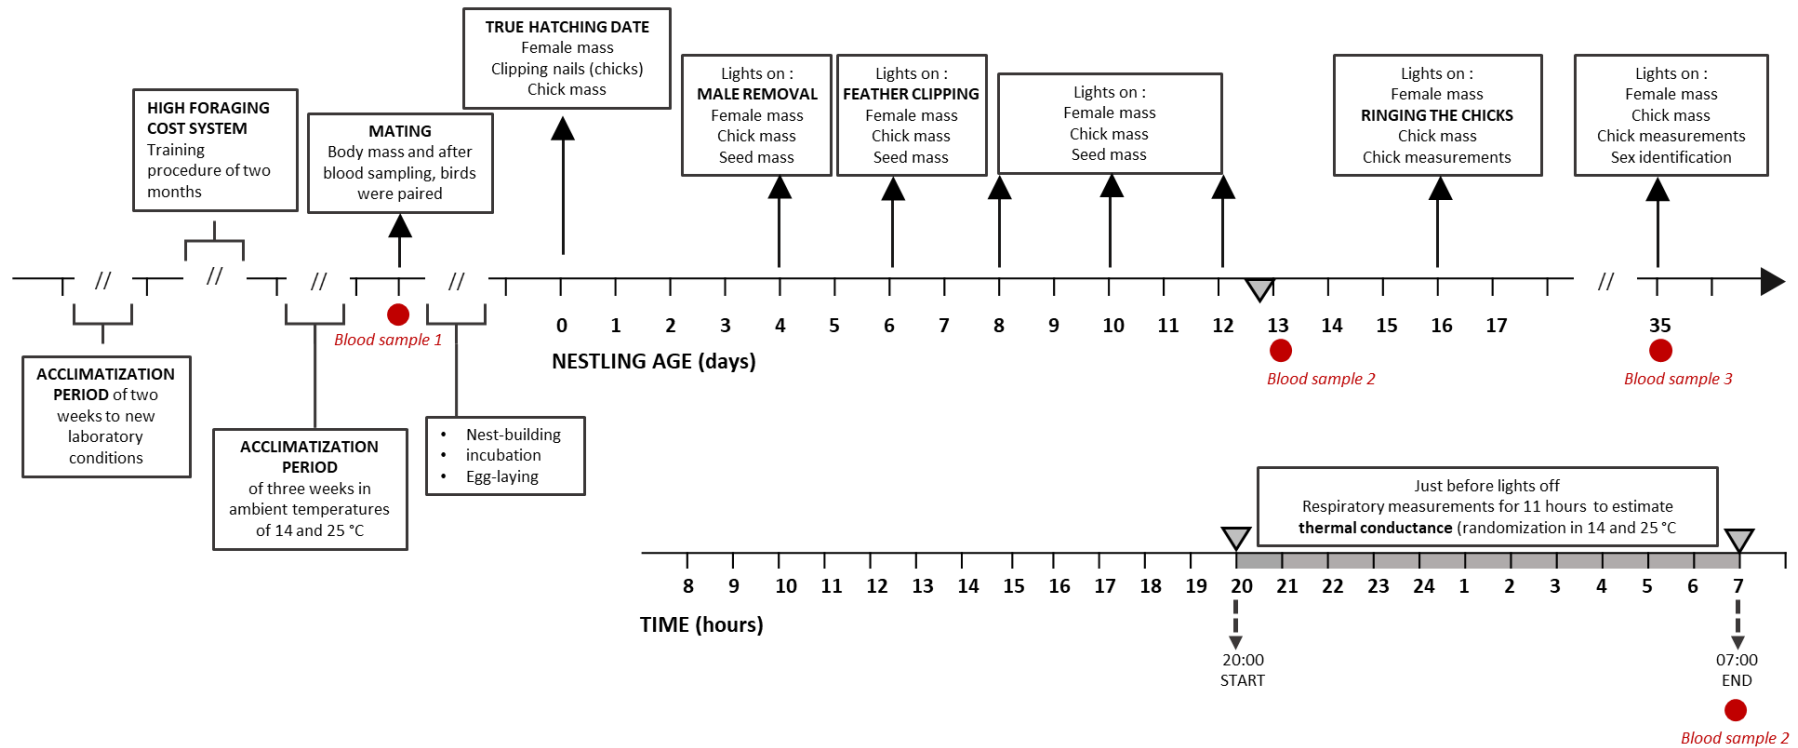 TRUE HATCHING DATE
Female mass
Clipping nails (chicks)
Chick mass
Lights on :
MALE REMOVAL
Female mass
Chick mass
Seed mass
Lights on :
FEATHER CLIPPING
Female mass
Chick mass
Seed mass
Lights on :
Female mass
Chick mass
Seed mass
Lights on :
Female mass
RINGING THE CHICKS
Chick mass
Chick measurements
Lights on :
Female mass
Chick mass
Chick measurements
Sex identification
HIGH FORAGING
COST SYSTEM
Training
procedure of two
months
MATING
Body mass and after
blood sampling, birds
were paired
// // // // //
0 1 2 3 4 5 6 7 8 9 10 11 12 13 14 15 16 17 35
Blood sample 1
NESTLING AGE (days)
Blood sample 2
Blood sample 3
ACCLIMATIZATION
PERIOD of two
weeks to new
laboratory
conditions
ACCLIMATIZATION
PERIOD
of three weeks in
ambient temperatures
of 14 and 25 °C
• Nest-building
• incubation
• Egg-laying
Just before lights off
Respiratory measurements for 11 hours to estimate
thermal conductance (randomization in 14 and 25 °C
8 9 10 11 12 13 14 15 16 17 18 19 20 21 22 23 24 1 2 3 4 5 6 7
TIME (hours)
20:00
START
07:00
END
Blood sample 2